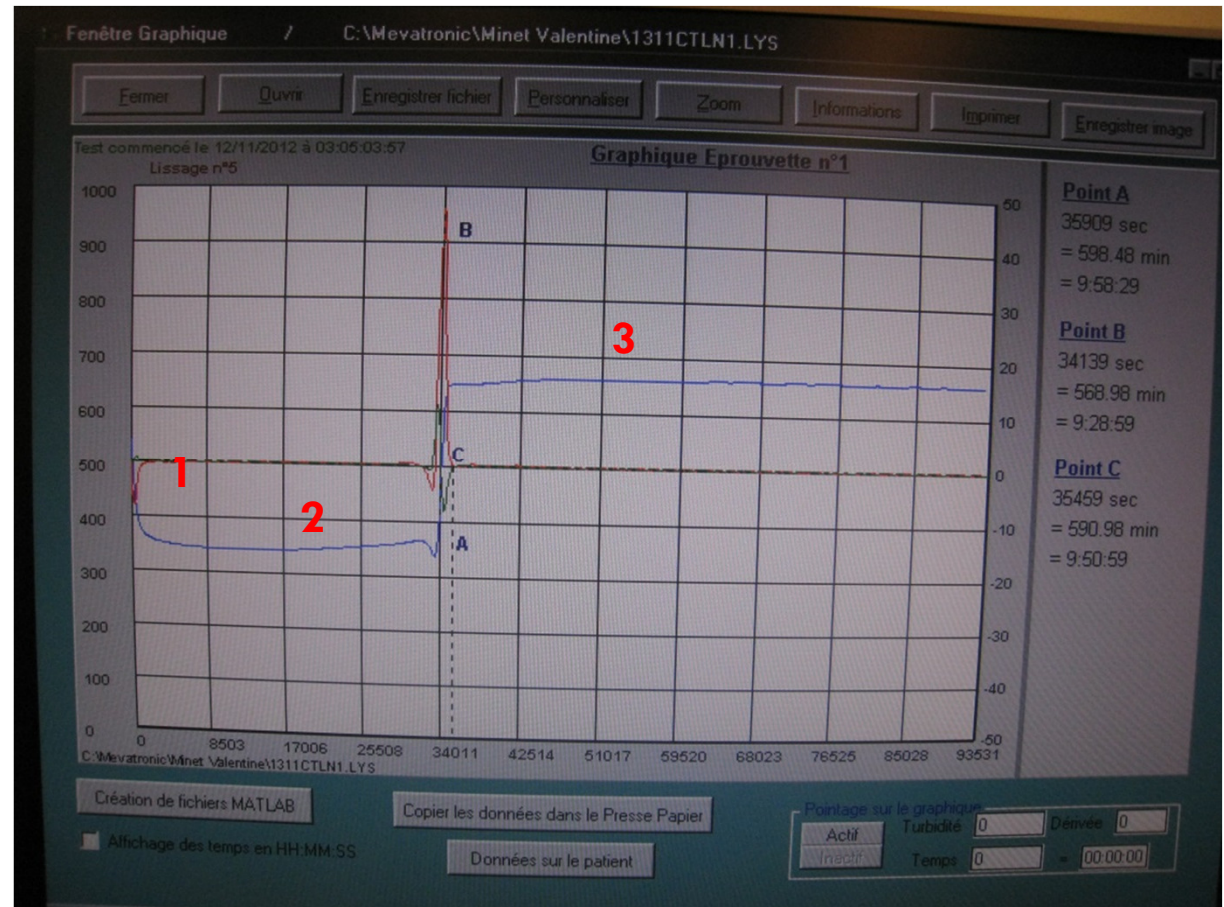 Fenêtre Graphique / C:\Mevatronic\Minet Valentine\1311CTLN1.LYS
Fermer Ouvrir Enregistrer fichier Personnaliser Zoom Informations Imprimer Enregistrer image
Test commencé le 12/11/2012 à 03:05:03:57
Lissage n°5
Graphique Eprouvette n°1
1000
900
800
700
600
500
400
300
200
100
0
50
40
30
20
10
0
-10
-20
-30
-40
-50
B
C
A
1
2
3
0 8503 17006 25508 34011 42514 51017 59520 68023 76525 85028 93531
C:\Mevatronic\Minet Valentine\1311CTLN1.LYS
Point A
35909 sec
= 598.48 min
= 9:58:29
Point B
34139 sec
= 568.98 min
= 9:28:59
Point C
35459 sec
= 590.98 min
= 9:50:59
Création de fichiers MATLAB
Copier les données dans le Presse Papier
Affichage des temps en HH:MM:SS
Données sur le patient
Pointage sur le graphique
Actif Turbidité 0 Dérivée 0
Inactif Temps 0 = 00:00:00